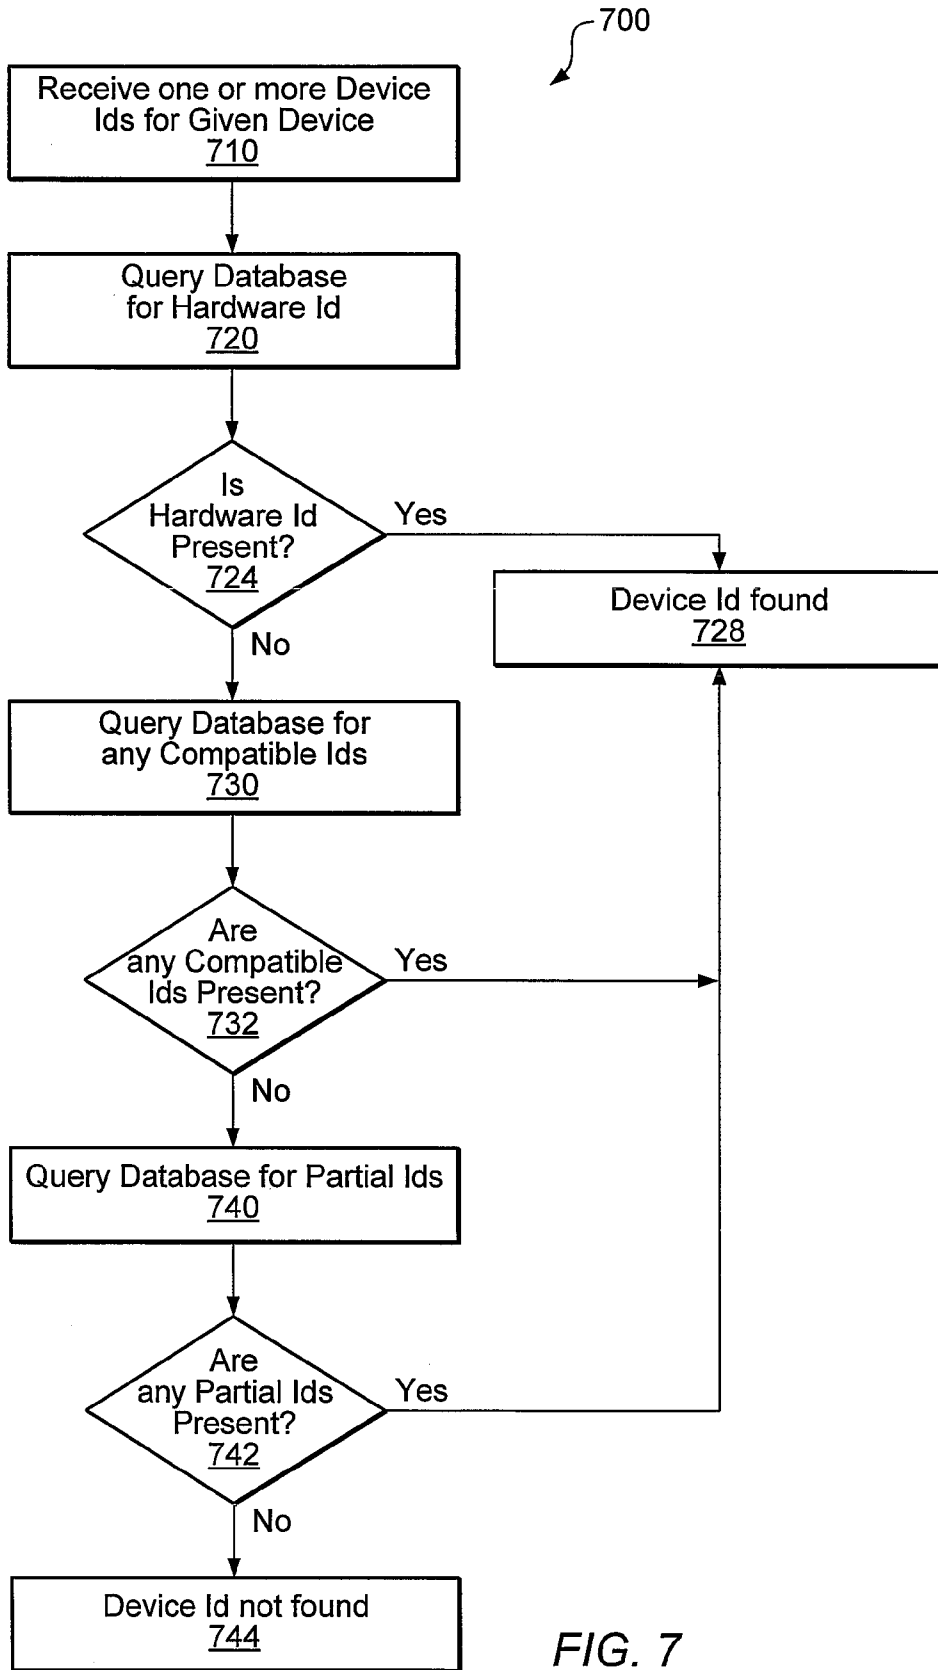 700
Receive one or more Device
Ids for Given Device
710
Query Database
for Hardware Id
720
Is
Hardware Id
Present?
724
Yes
No
Device Id found
728
Query Database for
any Compatible Ids
730
Are
any Compatible
Ids Present?
732
Yes
No
Query Database for Partial Ids
740
Are
any Partial Ids
Present?
742
Yes
No
Device Id not found
744
FIG. 7